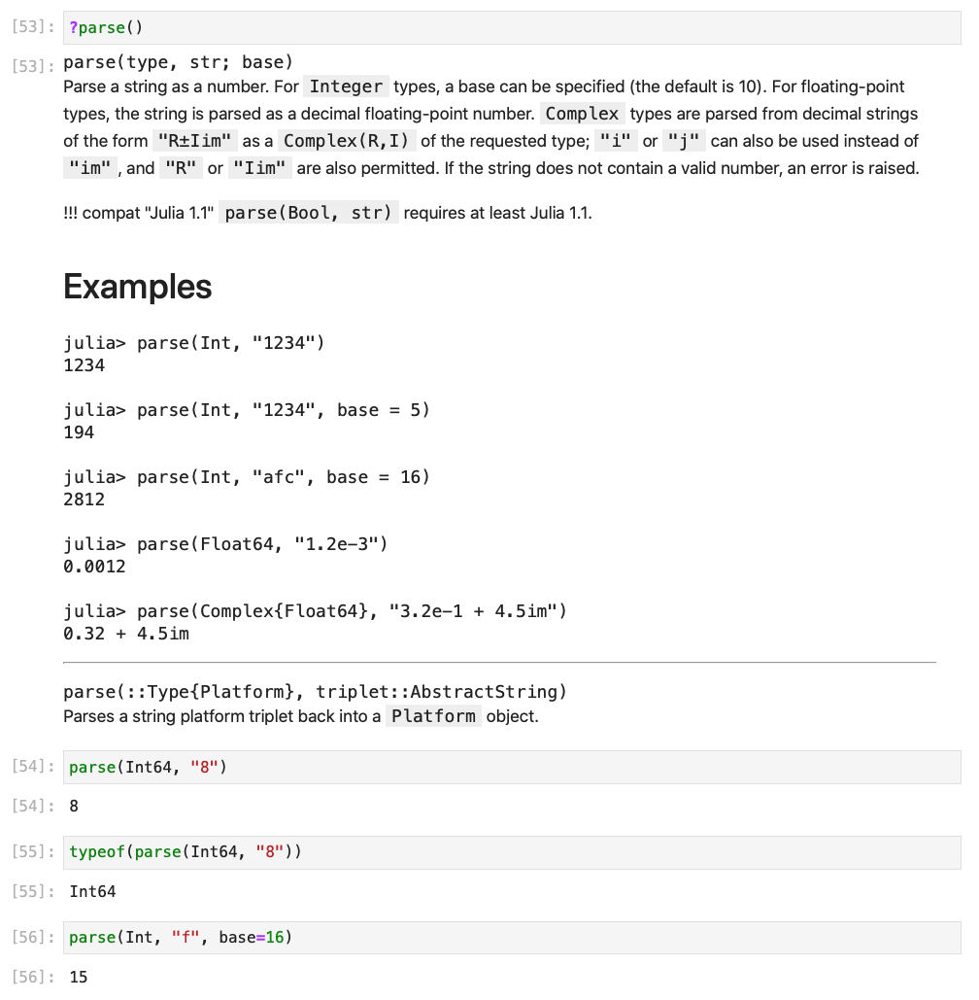 [53]: ?parse()
[53]: parse(type, str; base)
Parse a string as a number. For Integer types, a base can be specified (the default is 10). For floating-point
types, the string is parsed as a decimal floating-point number. Complex types are parsed from decimal strings
of the form "R±Iim" as a Complex(R,I) of the requested type; "i" or "j" can also be used instead of
"im" , and "R" or "Iim" are also permitted. If the string does not contain a valid number, an error is raised.
!!! compat "Julia 1.1" parse(Bool, str) requires at least Julia 1.1.
Examples
julia> parse(Int, "1234")
1234
julia> parse(Int, "1234", base = 5)
194
julia> parse(Int, "afc", base = 16)
2812
julia> parse(Float64, "1.2e-3")
0.0012
julia> parse(Complex{Float64}, "3.2e-1 + 4.5im")
0.32 + 4.5im
parse(::Type{Platform}, triplet::AbstractString)
Parses a string platform triplet back into a Platform object.
[54]: parse(Int64, "8")
[54]: 8
[55]: typeof(parse(Int64, "8"))
[55]: Int64
[56]: parse(Int, "f", base=16)
[56]: 15